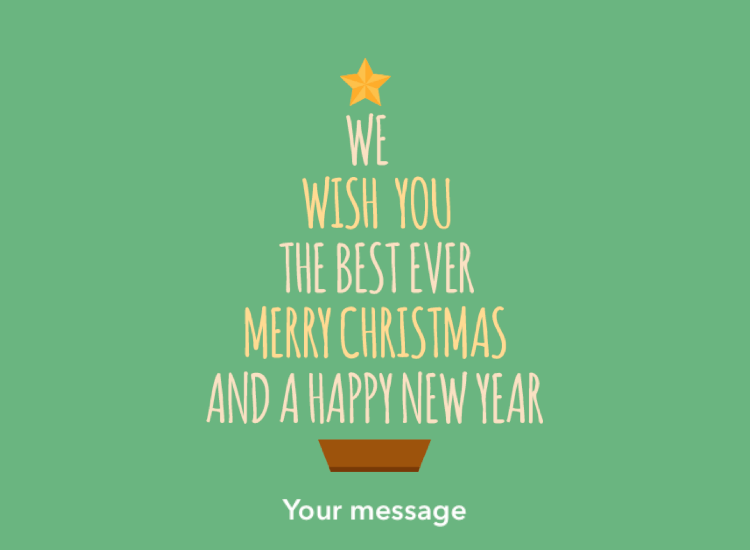 WE
WISH YOU
THE BEST EVER
MERRY CHRISTMAS
AND A HAPPY NEW YEAR
Your message